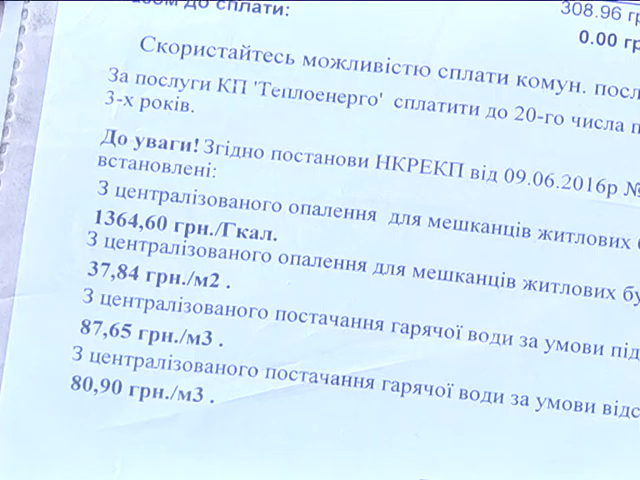 до сплати:
308.96 гр
0.00 гр
Скористайтесь можливістю сплати комун. посл
За послуги КП 'Теплоенерго' сплатити до 20-го числа п
3-х років.
До уваги! Згідно постанови НКРЕКП від 09.06.2016р №
встановлені:
З централізованого опалення для мешканців житлових
1364,60 грн./Гкал.
З централізованого опалення для мешканців житлових бу
37,84 грн./м2 .
З централізованого постачання гарячої води за умови під
87,65 грн./м3 .
З централізованого постачання гарячої води за умови відс
80,90 грн./м3 .